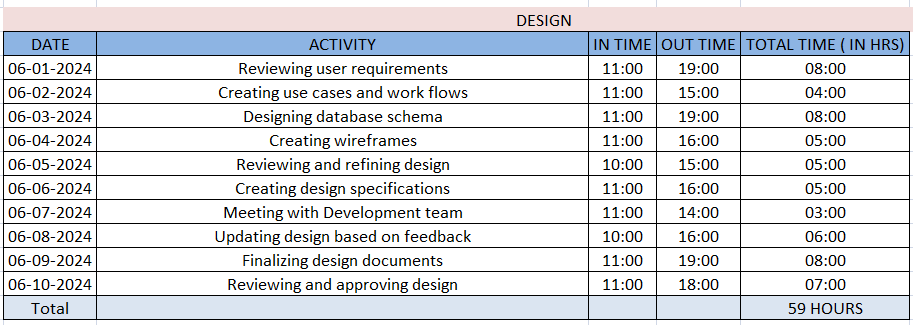 DESIGN
DATE ACTIVITY IN TIME OUT TIME TOTAL TIME ( IN HRS)
06-01-2024 Reviewing user requirements 11:00 19:00 08:00
06-02-2024 Creating use cases and work flows 11:00 15:00 04:00
06-03-2024 Designing database schema 11:00 19:00 08:00
06-04-2024 Creating wireframes 11:00 16:00 05:00
06-05-2024 Reviewing and refining design 10:00 15:00 05:00
06-06-2024 Creating design specifications 11:00 16:00 05:00
06-07-2024 Meeting with Development team 11:00 14:00 03:00
06-08-2024 Updating design based on feedback 10:00 16:00 06:00
06-09-2024 Finalizing design documents 11:00 19:00 08:00
06-10-2024 Reviewing and approving design 11:00 18:00 07:00
Total 59 HOURS